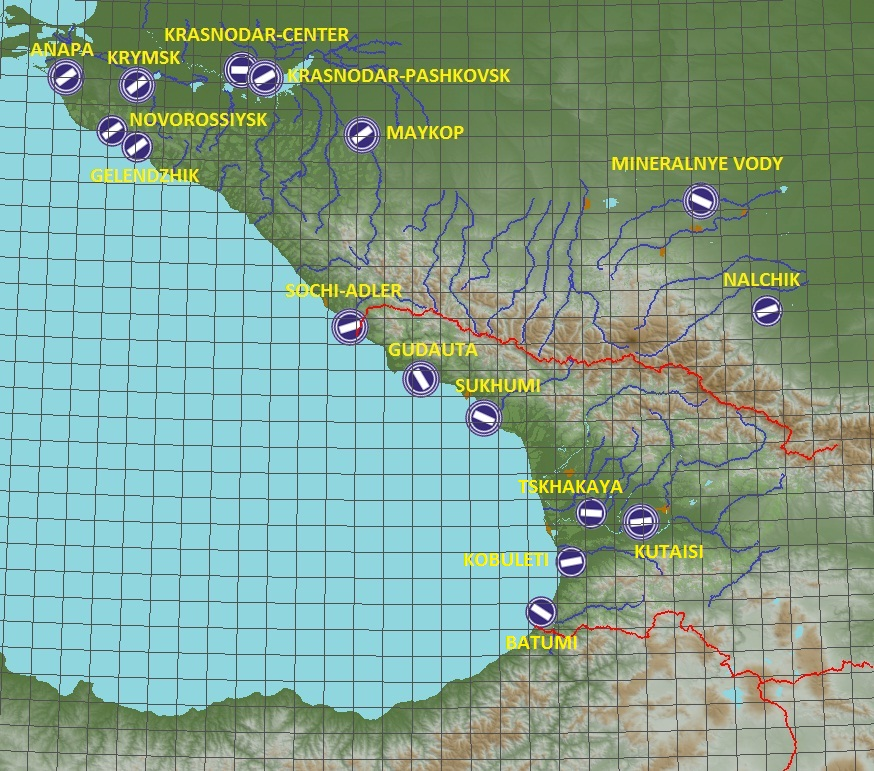 KRASNODAR-CENTER
ANAPA
KRYMSK
KRASNODAR-PASHKOVSK
NOVOROSSIYSK
MAYKOP
GELENDZHIK
MINERALNYE VODY
NALCHIK
SOCHI-ADLER
GUDAUTA
SUKHUMI
TSKHAKAYA
KUTAISI
KOBULETI
BATUMI